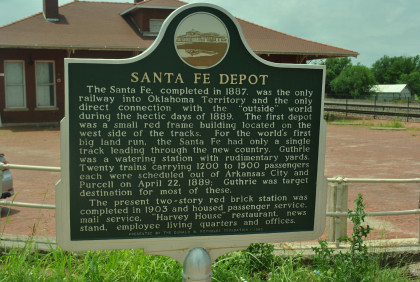 SANTA FE DEPOT
The Santa Fe, completed in 1887, was the only
railway into Oklahoma Territory and the only
direct connection with the "outside" world
during the hectic days of 1889. The first depot
was a small red frame building located on the
west side of the tracks. For the world's first
big land run, the Santa Fe had only a single
track leading through the new country. Guthrie
was a watering station with rudimentary yards.
Twenty trains carrying 1200 to 1500 passengers
each were scheduled out of Arkansas City and
Purcell on April 22, 1889; Guthrie was target
destination for most of these.
The present two-story red brick station was
completed in 1903 and housed passenger service,
mail service, "Harvey House" restaurant, news
stand, employee living quarters and offices.